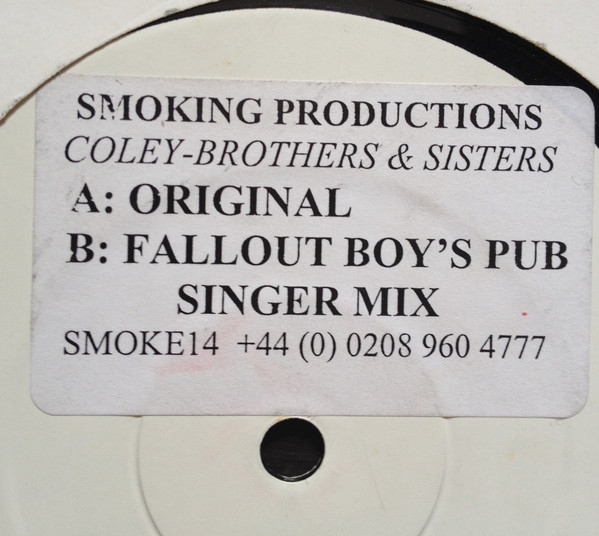 SMOKING PRODUCTIONS
COLEY-BROTHERS & SISTERS
A: ORIGINAL
B: FALLOUT BOY'S PUB
SINGER MIX
SMOKE14 +44 (0) 0208 960 4777